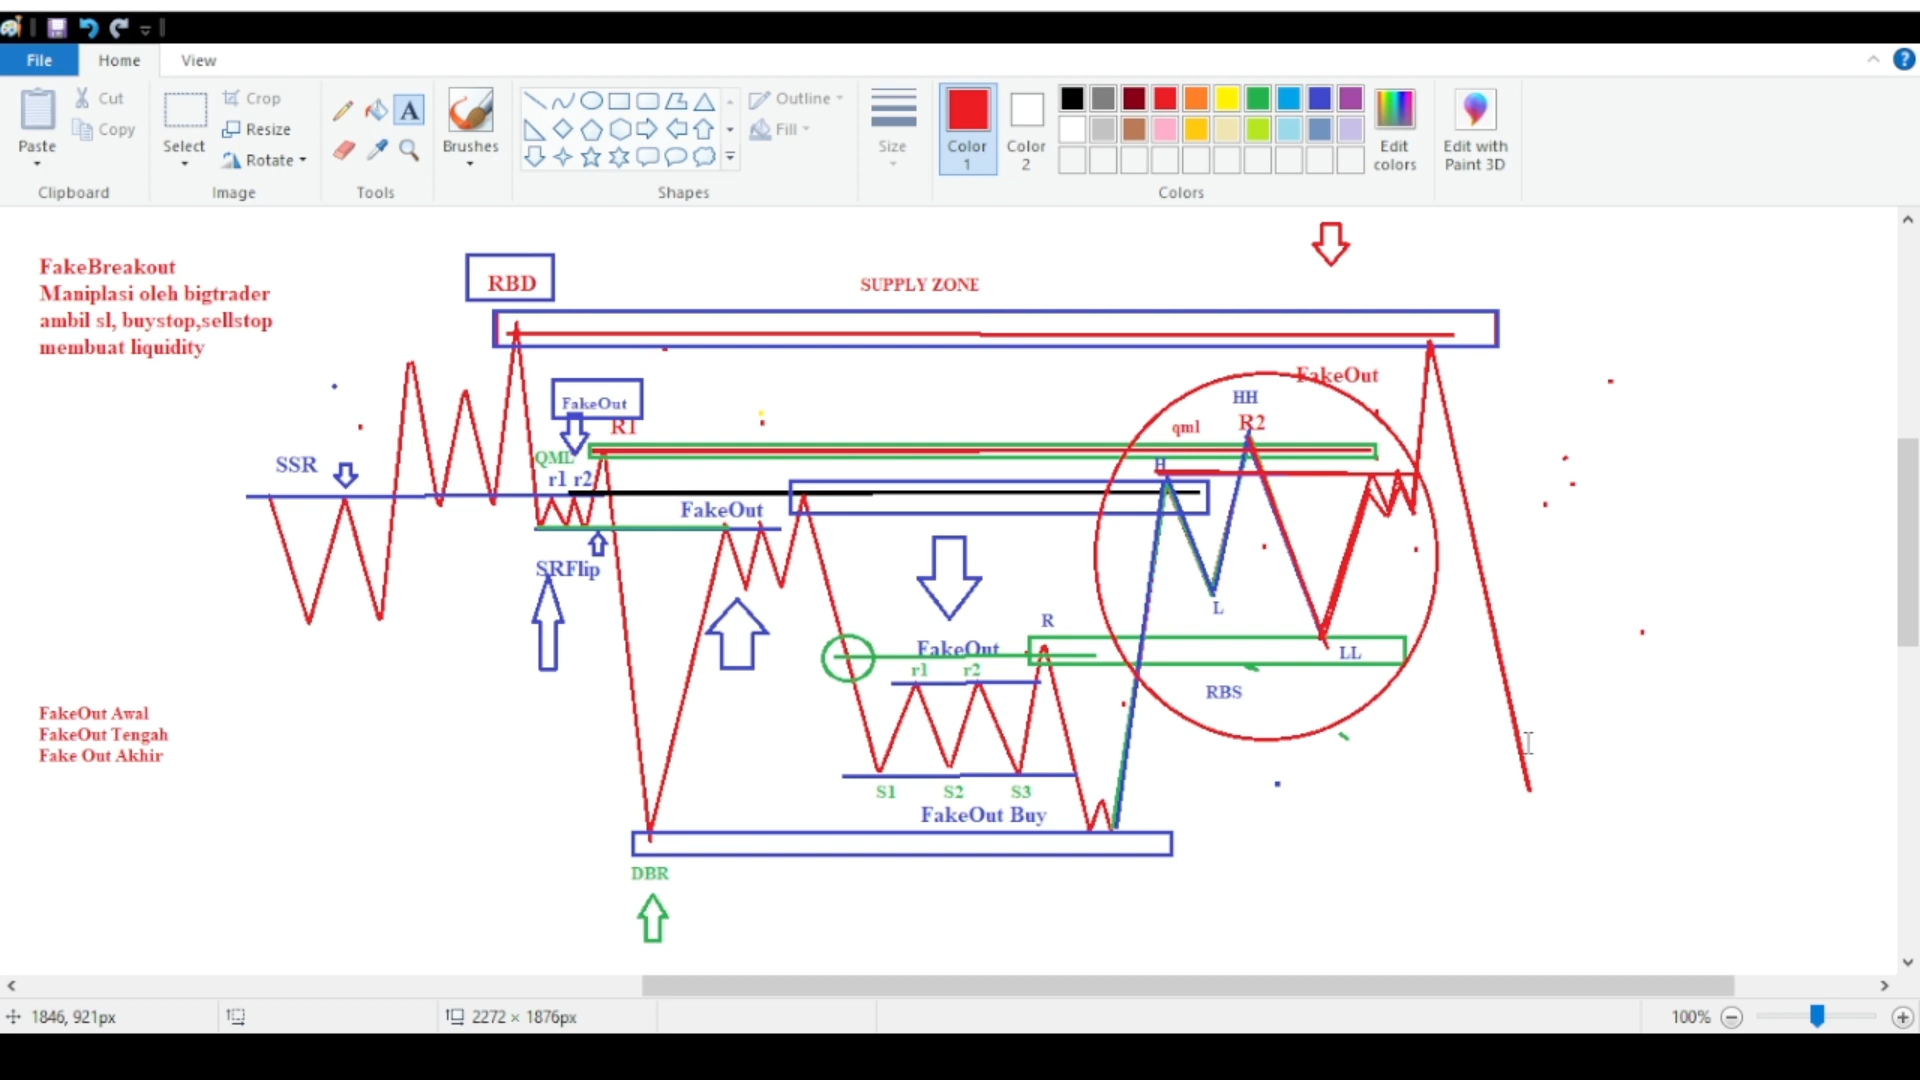 File
Home
View
Cut
Copy
Paste
Clipboard
Select
Crop
Resize
Rotate
Image
Tools
Brushes
Shapes
Outline
Fill
Size
Color
1
Color
2
Colors
Edit
colors
Edit with
Paint 3D
FakeBreakout
Maniplasi oleh bigtrader
ambil sl, buystop,sellstop
membuat liquidity
RBD
SUPPLY ZONE
FakeOut
R1
QML
r1 r2
SSR
SRFlip
FakeOut
FakeOut
HH
R2
qml
H
L
LL
RBS
R
FakeOut
r1
r2
S1
S2
S3
FakeOut Buy
DBR
FakeOut Awal
FakeOut Tengah
Fake Out Akhir
1846, 921px
2272 × 1876px
100%